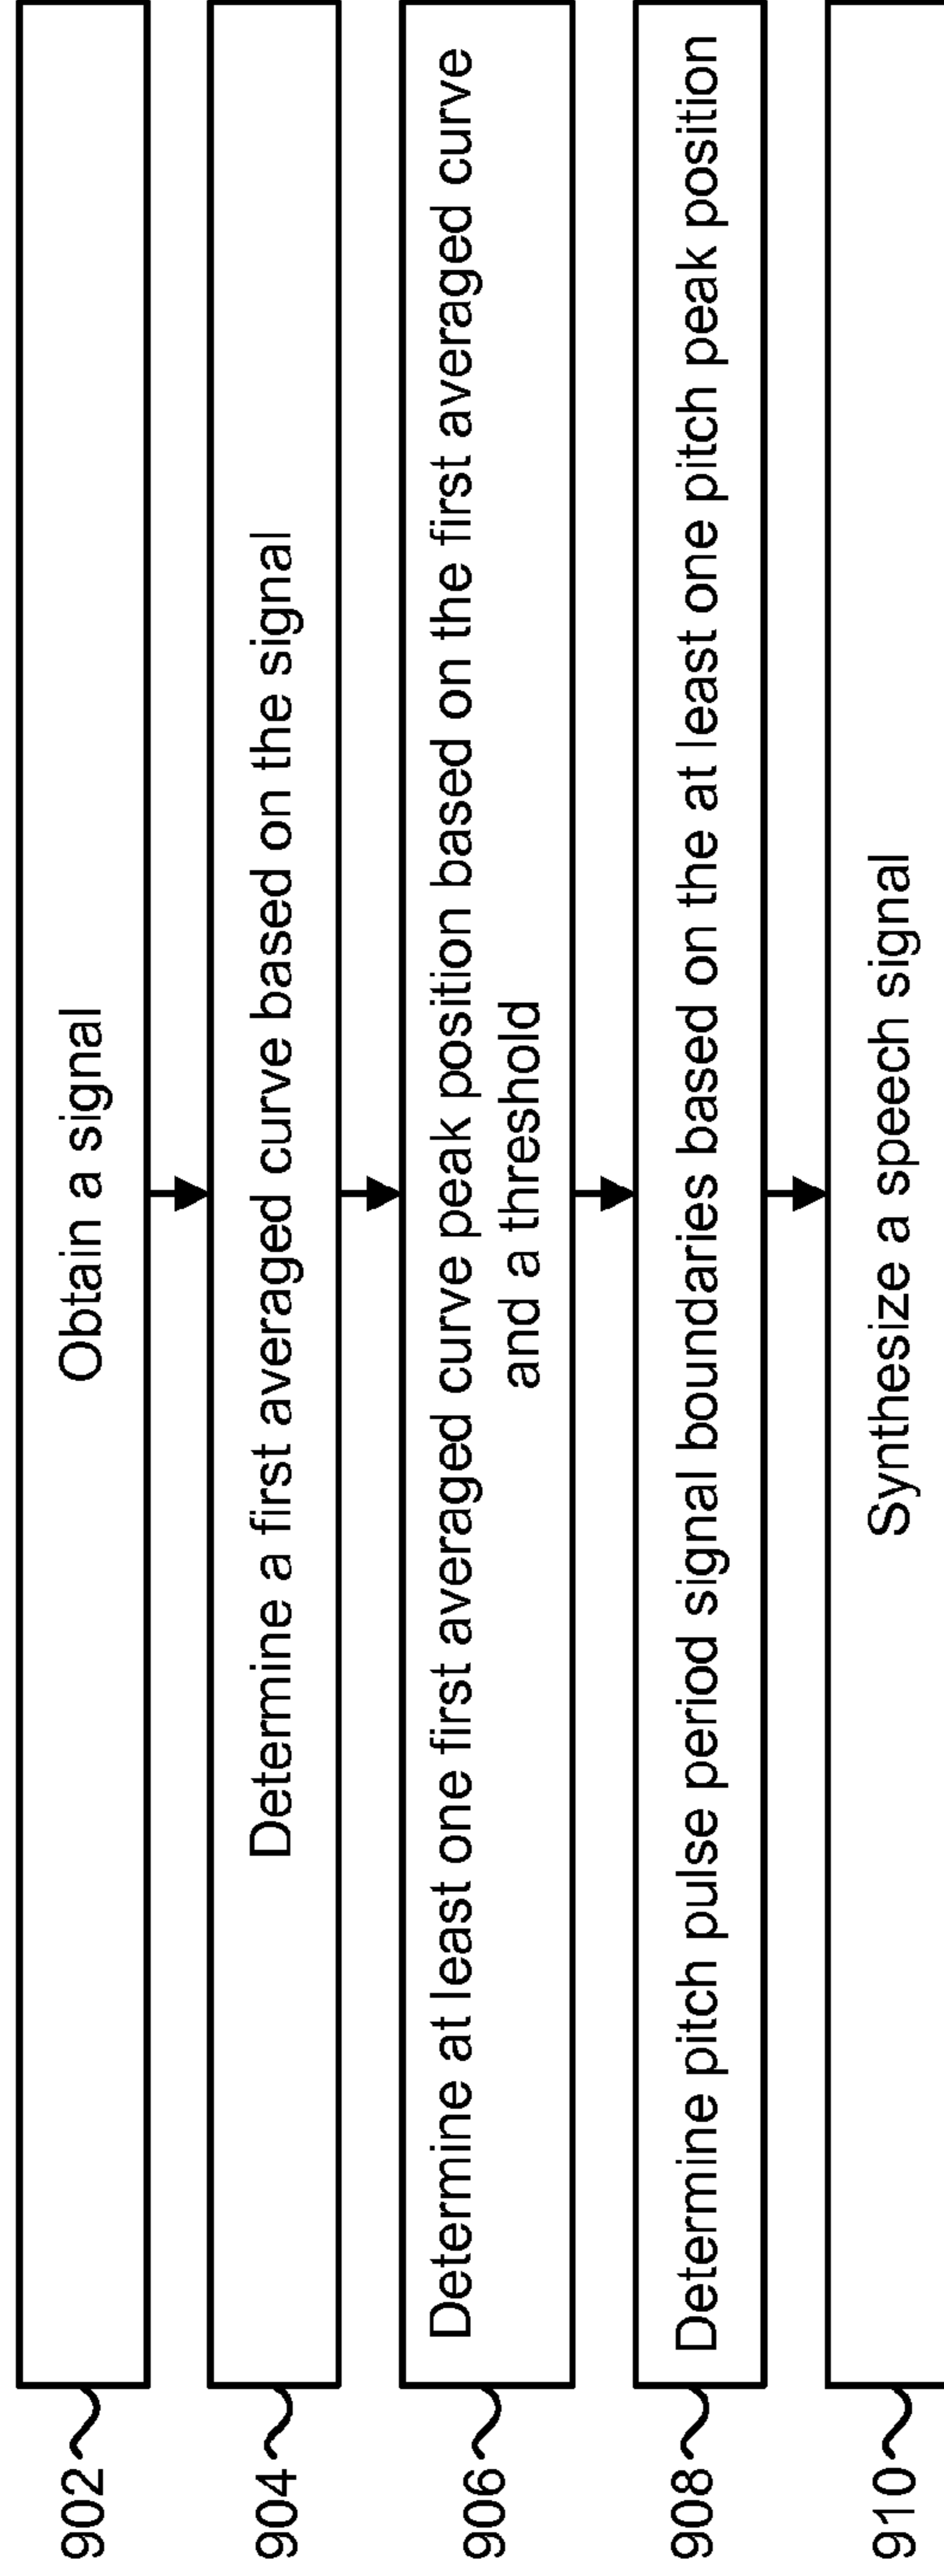 902
Obtain a signal
904
Determine a first averaged curve based on the signal
906
Determine at least one first averaged curve peak position based on the first averaged curve
and a threshold
908
Determine pitch pulse period signal boundaries based on the at least one pitch peak position
910
Synthesize a speech signal